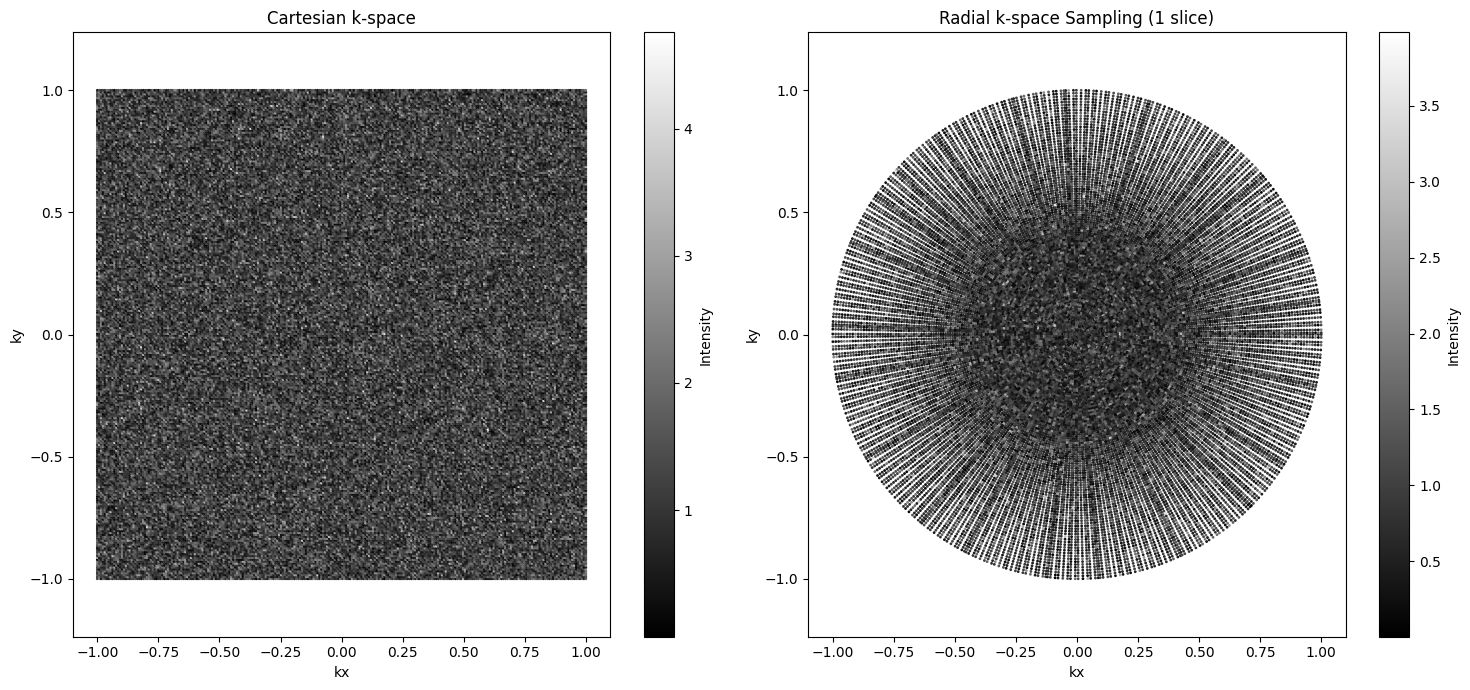 Cartesian k-space
1.0
0.5
0.0
−0.5
−1.0
ky
−1.00 −0.75 −0.50 −0.25 0.00 0.25 0.50 0.75 1.00
kx
4
3
2
1
Intensity
Radial k-space Sampling (1 slice)
1.0
0.5
0.0
−0.5
−1.0
ky
−1.00 −0.75 −0.50 −0.25 0.00 0.25 0.50 0.75 1.00
kx
3.5
3.0
2.5
2.0
1.5
1.0
0.5
Intensity